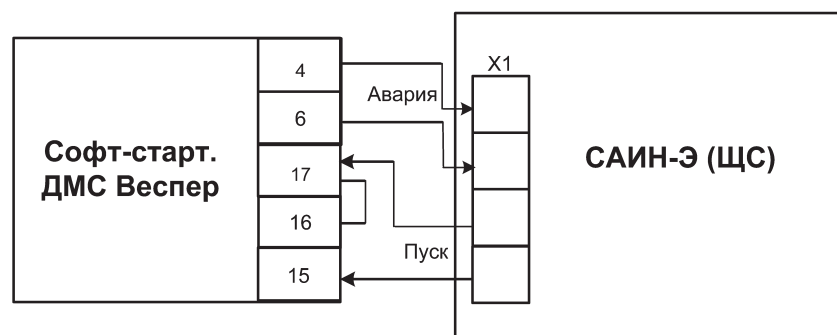 Софт-старт.
ДМС Веспер
4
6
17
16
15
Авария
Пуск
X1
САИН-Э (ЩС)